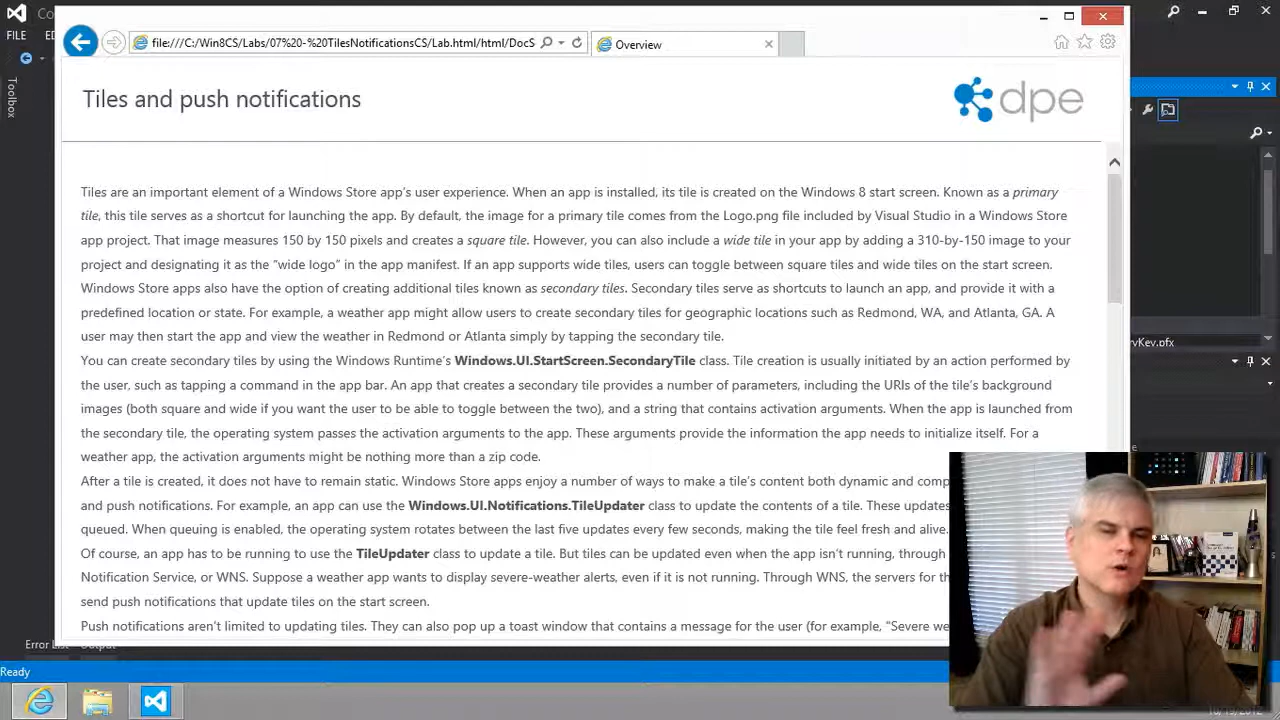 Co
FILE
ED
file:///C:/Win8CS/Labs/07%20-%20TilesNotificationsCS/Lab.html/html/DocS
Overview
Toolbox
Tiles and push notifications
dpe
Tiles are an important element of a Windows Store app's user experience. When an app is installed, its tile is created on the Windows 8 start screen. Known as a primary
tile, this tile serves as a shortcut for launching the app. By default, the image for a primary tile comes from the Logo.png file included by Visual Studio in a Windows Store
app project. That image measures 150 by 150 pixels and creates a square tile. However, you can also include a wide tile in your app by adding a 310-by-150 image to your
project and designating it as the "wide logo" in the app manifest. If an app supports wide tiles, users can toggle between square tiles and wide tiles on the start screen.
Windows Store apps also have the option of creating additional tiles known as secondary tiles. Secondary tiles serve as shortcuts to launch an app, and provide it with a
predefined location or state. For example, a weather app might allow users to create secondary tiles for geographic locations such as Redmond, WA, and Atlanta, GA. A
user may then start the app and view the weather in Redmond or Atlanta simply by tapping the secondary tile.
You can create secondary tiles by using the Windows Runtime's Windows.UI.StartScreen.SecondaryTile class. Tile creation is usually initiated by an action performed by
the user, such as tapping a command in the app bar. An app that creates a secondary tile provides a number of parameters, including the URIs of the tile's background
images (both square and wide if you want the user to be able to toggle between the two), and a string that contains activation arguments. When the app is launched from
the secondary tile, the operating system passes the activation arguments to the app. These arguments provide the information the app needs to initialize itself. For a
weather app, the activation arguments might be nothing more than a zip code.
After a tile is created, it does not have to remain static. Windows Store apps enjoy a number of ways to make a tile's content both dynamic and comp
and push notifications. For example, an app can use the Windows.UI.Notifications.TileUpdater class to update the contents of a tile. These updates
queued. When queuing is enabled, the operating system rotates between the last five updates every few seconds, making the tile feel fresh and alive.
Of course, an app has to be running to use the TileUpdater class to update a tile. But tiles can be updated even when the app isn't running, through
Notification Service, or WNS. Suppose a weather app wants to display severe-weather alerts, even if it is not running. Through WNS, the servers for th
send push notifications that update tiles on the start screen.
Push notifications aren't limited to updating tiles. They can also pop up a toast window that contains a message for the user (for example, "Severe we
ryKey.pfx
Error List
Output
Ready
10/19/2012